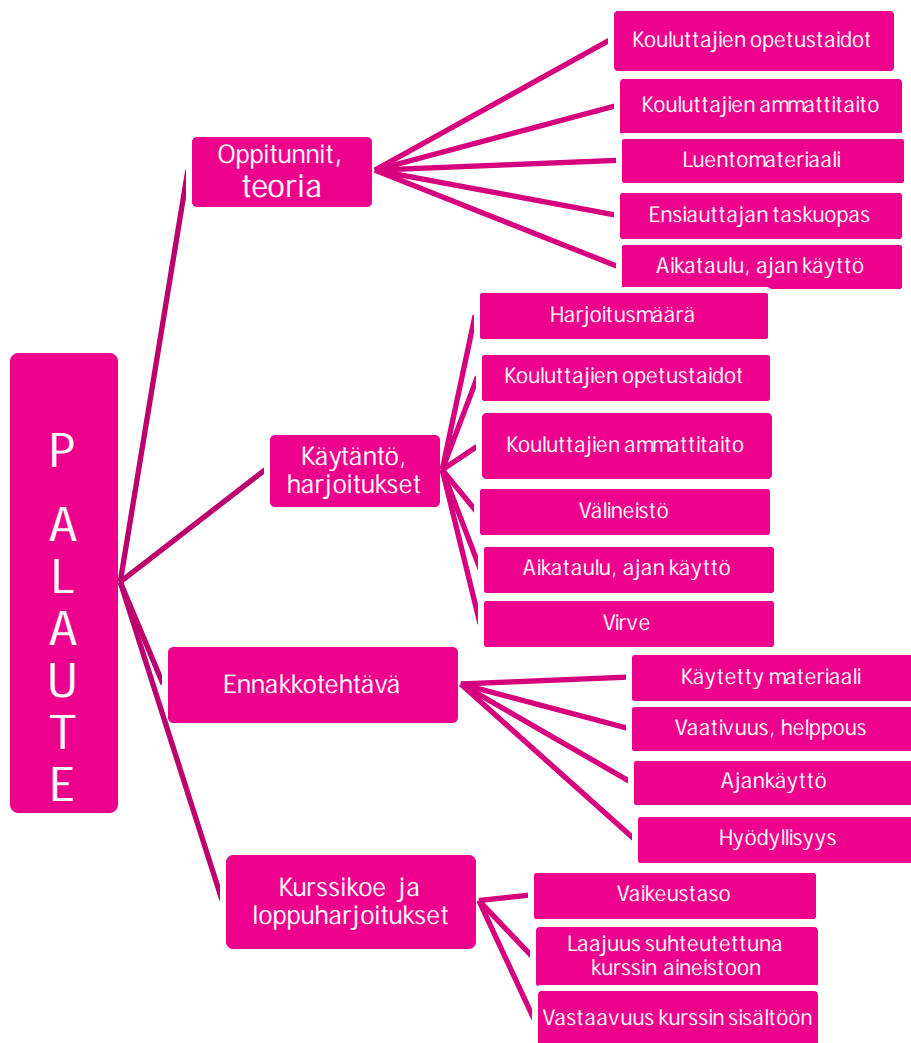 PALAUTE
Oppitunnit,
teoria
Kouluttajien opetustaidot
Kouluttajien ammattitaito
Luentomateriaali
Ensiauttajan taskuopas
Aikataulu, ajan käyttö
Käytäntö,
harjoitukset
Harjoitusmäärä
Kouluttajien opetustaidot
Kouluttajien ammattitaito
Välineistö
Aikataulu, ajan käyttö
Virve
Ennakkotehtävä
Käytetty materiaali
Vaativuus, helppous
Ajankäyttö
Hyödyllisyys
Kurssikoe ja
loppuharjoitukset
Vaikeustaso
Laajuus suhteutettuna
kurssin aineistoon
Vastaavuus kurssin sisältöön